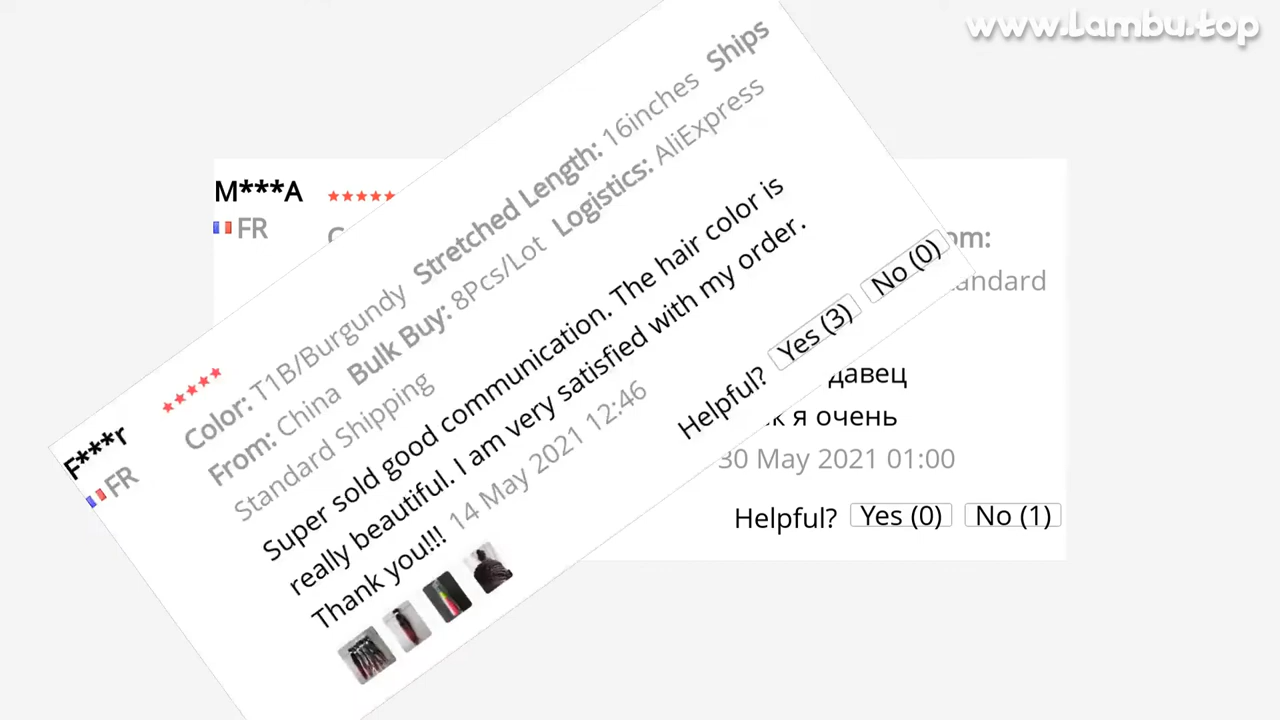 www.Lambu.top
F***r
FR
Color: T1B/Burgundy Stretched Length: 16inches Ships
From: China Bulk Buy: 8Pcs/Lot Logistics: AliExpress
Standard Shipping
Super sold good communication. The hair color is
really beautiful. I am very satisfied with my order.
Thank you!!! 14 May 2021 12:46
Helpful? Yes (3) No (0)
M***A
FR
я очень
30 May 2021 01:00
Helpful? Yes (0) No (1)